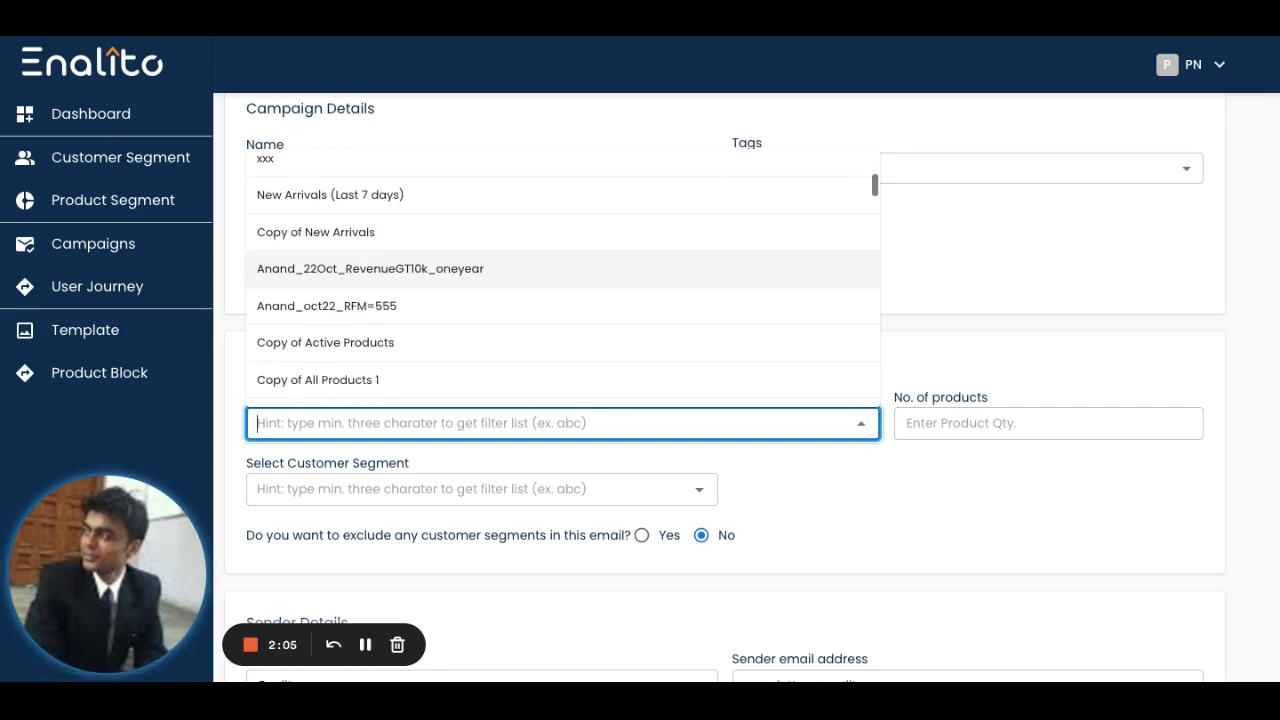 Enalito
P PN
Dashboard
Customer Segment
Product Segment
Campaigns
User Journey
Template
Product Block
Campaign Details
Name
Tags
xxx
New Arrivals (Last 7 days)
Copy of New Arrivals
Anand_22Oct_RevenueGT10k_oneyear
Anand_oct22_RFM=555
Copy of Active Products
Copy of All Products 1
No. of products
Hint: type min. three charater to get filter list (ex. abc)
Enter Product Qty.
Select Customer Segment
Hint: type min. three charater to get filter list (ex. abc)
Do you want to exclude any customer segments in this email? Yes No
Sender Details
2:05
Sender email address